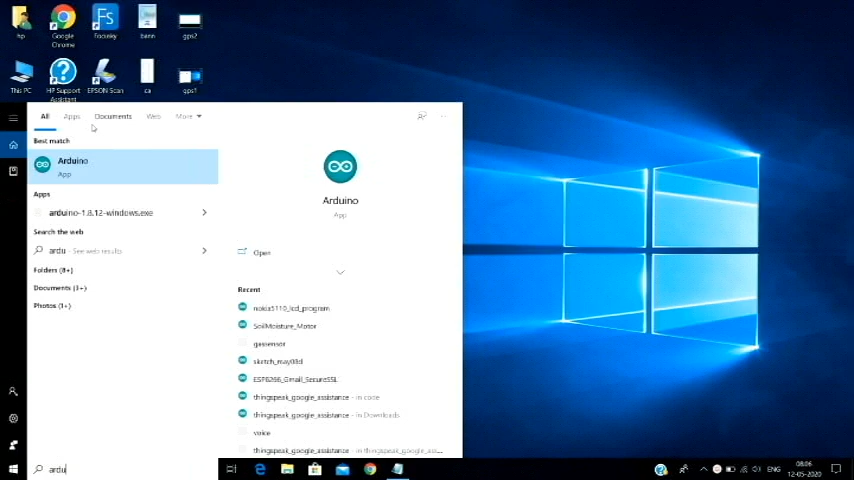 hp
Google Chrome
Focusky
bann
gps2
This PC
HP Support Assistant
EPSON Scan
ca
gps1
All
Apps
Documents
Web
More
Best match
Arduino
App
Apps
arduino-1.8.12-windows.exe
Search the web
ardu - See web results
Folders (8+)
Documents (3+)
Photos (1+)
Arduino
App
Open
Recent
nokia5110_lcd_program
SoilMoisture_Motor
gassensor
sketch_may08d
ESP8266_Gmail_SecureSSL
thingspeak_google_assistance - in code
thingspeak_google_assistance - in Downloads
voice
thingspeak_google_assistance - in thingspeak_google_ass...
ardu
ENG
08:06
12-05-2020